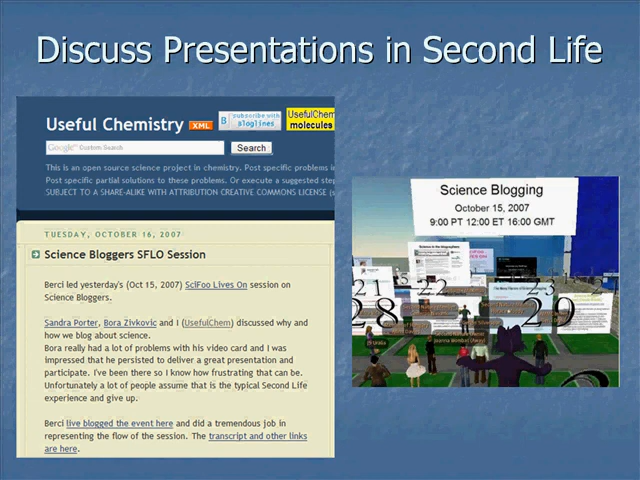 Discuss Presentations in Second Life
Useful Chemistry XML
subscribe with
Bloglines
UsefulChem
molecules
Google Custom Search
Search
This is an open source science project in chemistry. Post specific problems
Post specific partial solutions to these problems. Or execute a suggested
SUBJECT TO A SHARE-ALIKE WITH ATTRIBUTION CREATIVE COMMONS LICENSE
TUESDAY, OCTOBER 16, 2007
Science Bloggers SFLO Session
Berci led yesterday's (Oct 15, 2007) SciFoo Lives On session on
Science Bloggers.
Sandra Porter, Bora Zivkovic and I (UsefulChem) discussed why and
how we blog about science.
Bora really had a lot of problems with his video card and I was
impressed that he persisted to deliver a great presentation and
participate. I've been there so I know how frustrating that can be.
Unfortunately a lot of people assume that is the typical Second Life
experience and give up.
Berci live blogged the event here and did a tremendous job in
representing the flow of the session. The transcript and other links
are here.
Science Blogging
October 15, 2007
9:00 PT 12:00 ET 16:00 GMT
21
22
28
29